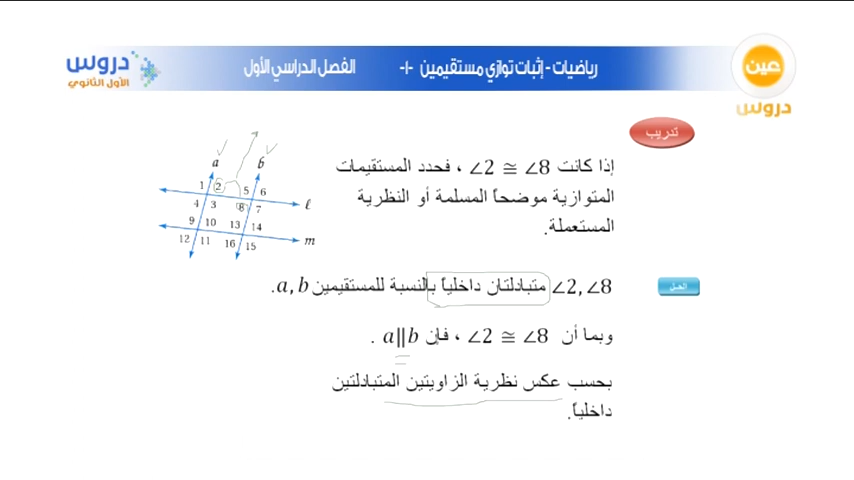 دروس
الأول الثانوي
الفصل الدراسي الأول
رياضيات - إثبات توازي مستقيمين -١-
عين
دروس
تدريب
إذا كانت ∠2 ≅ ∠8 ، فحدد المستقيمات
المتوازية موضحاً المسلمة أو النظرية
المستعملة.
a b
1 2 5 6
4 3 8 7 ℓ
9 10 13 14
12 11 16 15 m
الحل
∠2, ∠8 متبادلتان داخلياً بالنسبة للمستقيمين a, b.
وبما أن ∠2 ≅ ∠8 ، فإن a||b .
بحسب عكس نظرية الزاويتين المتبادلتين
داخلياً.